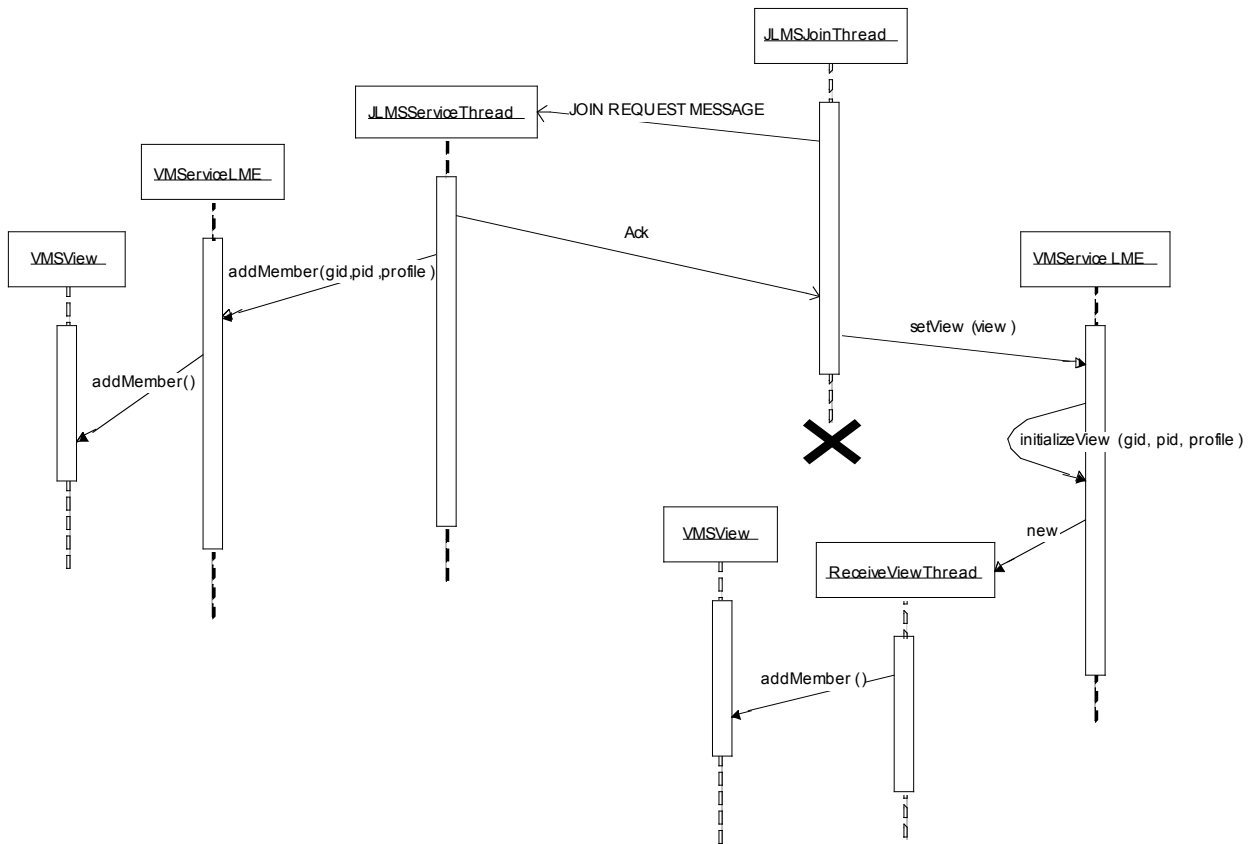 JLMSJoinThread
JLMSServiceThread
JOIN REQUEST MESSAGE
VMServiceLME
Ack
VMSView
addMember(gid,pid ,profile )
VMService LME
setView (view )
addMember()
initializeView (gid, pid, profile )
VMSView
new
ReceiveViewThread
addMember ()